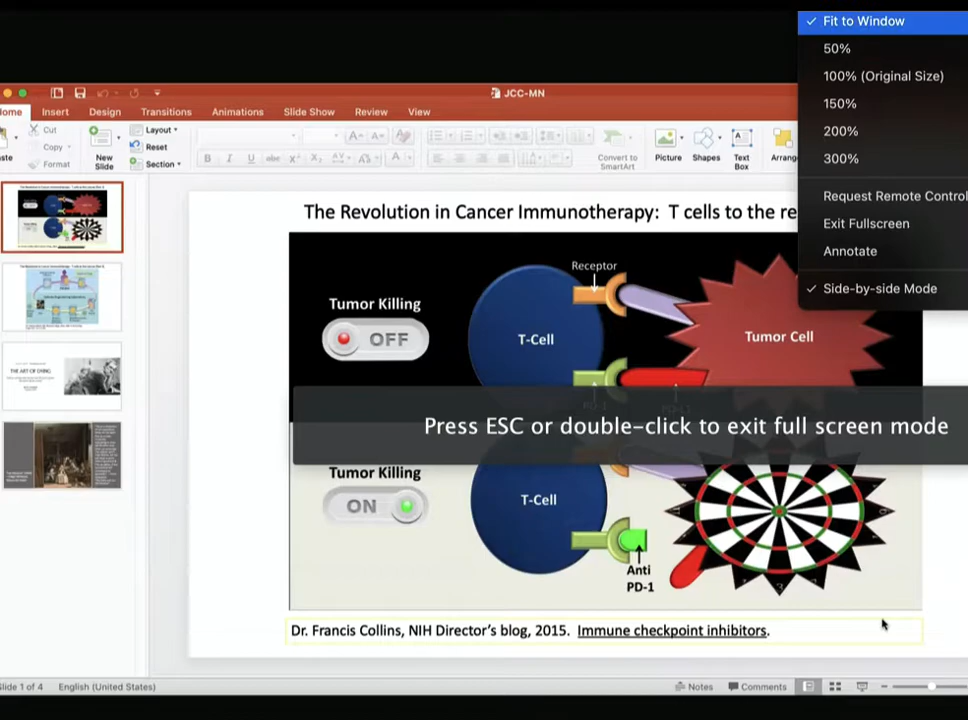 Fit to Window
50%
100% (Original Size)
150%
200%
300%
Request Remote Control
Exit Fullscreen
Annotate
Side-by-side Mode
JCC-MN
Insert Design Transitions Animations Slide Show Review View
Cut
Copy
Format
New
Slide
Layout
Reset
Section
Convert to
SmartArt
Picture
Shapes
Text
Box
The Revolution in Cancer Immunotherapy: T cells to the
Receptor
Tumor Killing
OFF
T-Cell
Tumor Cell
Press ESC or double-click to exit full screen mode
Tumor Killing
ON
T-Cell
Anti
PD-1
Dr. Francis Collins, NIH Director's blog, 2015. Immune checkpoint inhibitors.
THE ART OF DYING
Slide 1 of 4 English (United States)
Notes Comments